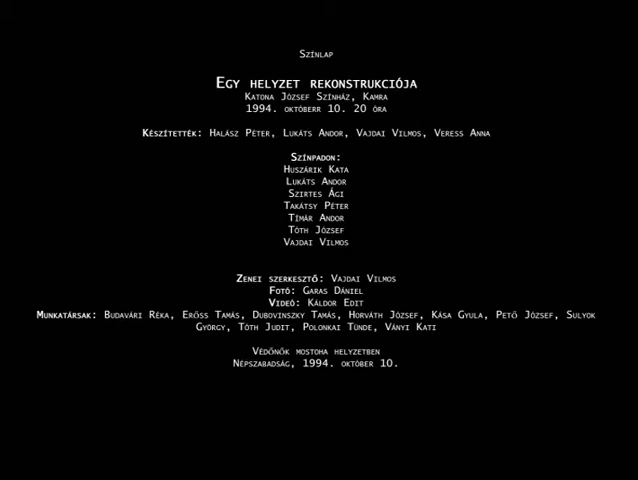 Színlap
Egy helyzet rekonstrukciója
Katona József Színház, Kamra
1994. októberr 10. 20 óra
Készítették: Halász Péter, Lukáts Andor, Vajdai Vilmos, Veress Anna
Színpadon:
Huszárik Kata
Lukáts Andor
Szirtes Ági
Takátsy Péter
Tímár Andor
Tóth József
Vajdai Vilmos
Zenei szerkesztő: Vajdai Vilmos
Fotó: Garas Dániel
Videó: Káldor Edit
Munkatársak: Budavári Réka, Erőss Tamás, Dubovinszky Tamás, Horváth József, Kása Gyula, Pető József, Sulyok
György, Tóth Judit, Polonkai Tünde, Ványi Kati
Védőnők mostoha helyzetben
Népszabadság, 1994. október 10.